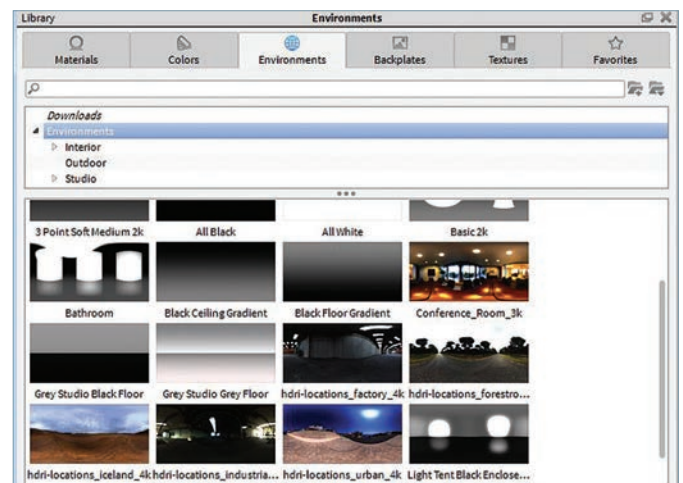 Library Environments
Materials Colors Environments Backplates Textures Favorites
Downloads
Environments
Interior
Outdoor
Studio
3 Point Soft Medium 2k All Black All White Basic 2k
Bathroom Black Ceiling Gradient Black Floor Gradient Conference_Room_3k
Grey Studio Black Floor Grey Studio Grey Floor hdri-locations_factory_4k hdri-locations_forestro...
hdri-locations_iceland_4k hdri-locations_industria... hdri-locations_urban_4k Light Tent Black Enclose...